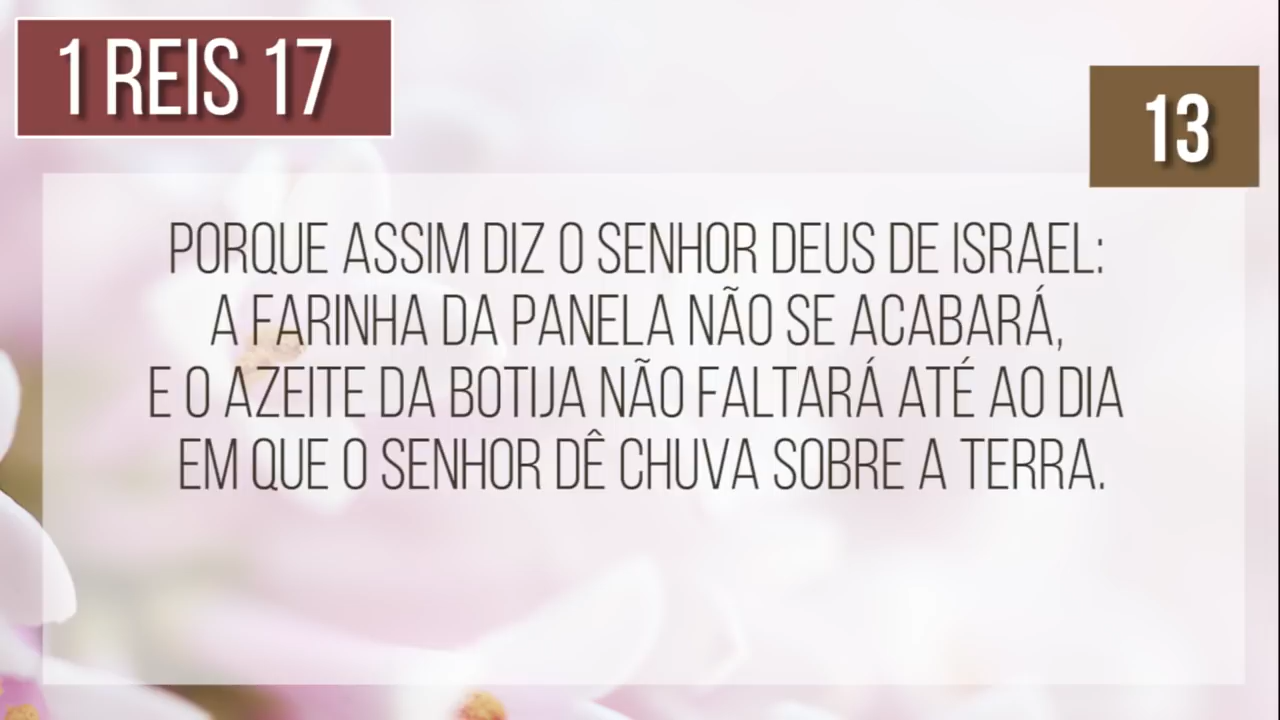 1 REIS 17
13
PORQUE ASSIM DIZ O SENHOR DEUS DE ISRAEL:
A FARINHA DA PANELA NÃO SE ACABARÁ,
E O AZEITE DA BOTIJA NÃO FALTARÁ ATÉ AO DIA
EM QUE O SENHOR DÊ CHUVA SOBRE A TERRA.